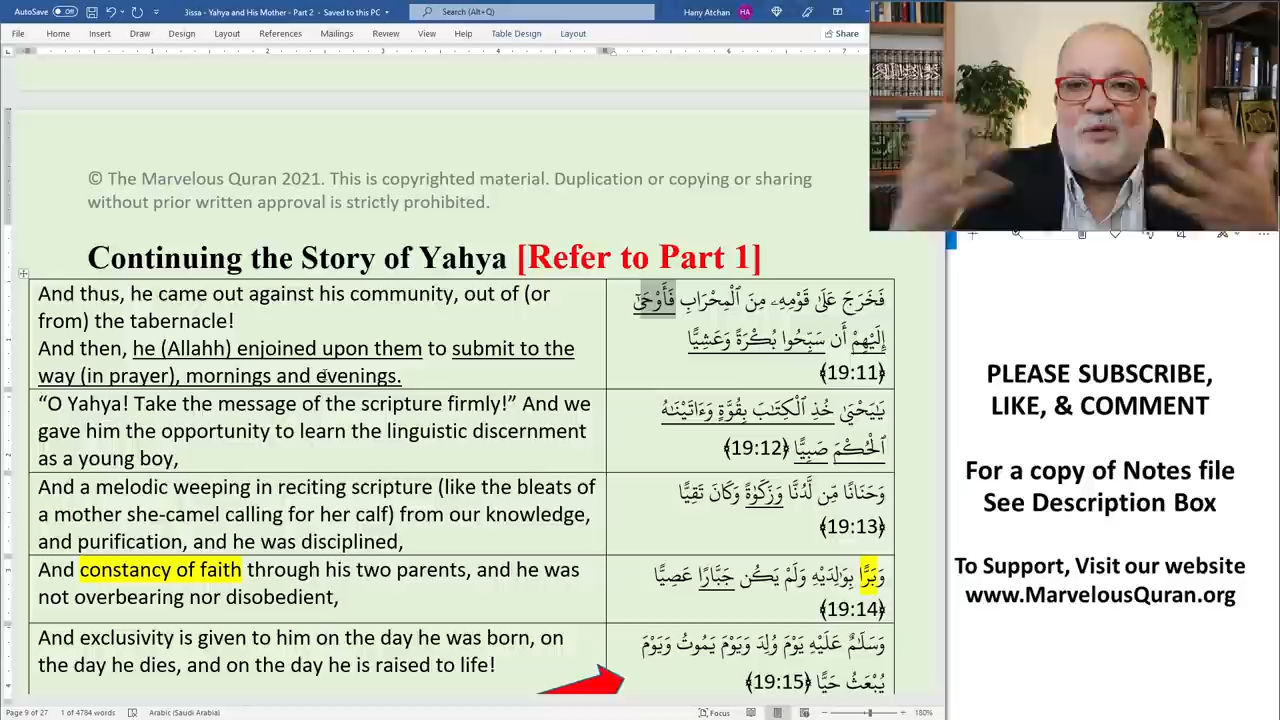 AutoSave Off
3issa - Yahya and His Mother - Part 2 - Saved to this PC
Search (Alt+Q)
Harry Atchan HA
File Home Insert Draw Design Layout References Mailings Review View Help Table Design Layout
Share
© The Marvelous Quran 2021. This is copyrighted material. Duplication or copying or sharing
without prior written approval is strictly prohibited.
Continuing the Story of Yahya [Refer to Part 1]
And thus, he came out against his community, out of (or
from) the tabernacle!
And then, he (Allahh) enjoined upon them to submit to the
way (in prayer), mornings and evenings.
فَخَرَجَ عَلَىٰ قَوْمِهِۦ مِنَ ٱلْمِحْرَابِ فَأَوْحَىٰٓ
إِلَيْهِمْ أَن سَبِّحُوا بُكْرَةً وَعَشِيًّا
﴿19:11﴾
“O Yahya! Take the message of the scripture firmly!” And we
gave him the opportunity to learn the linguistic discernment
as a young boy,
يَـٰيَحْيَىٰ خُذِ ٱلْكِتَـٰبَ بِقُوَّةٍ وَءَاتَيْنَـٰهُ
ٱلْحُكْمَ صَبِيًّا ﴿19:12﴾
And a melodic weeping in reciting scripture (like the bleats of
a mother she-camel calling for her calf) from our knowledge,
and purification, and he was disciplined,
وَحَنَانًا مِّن لَّدُنَّا وَزَكَوٰةً وَكَانَ تَقِيًّا
﴿19:13﴾
And constancy of faith through his two parents, and he was
not overbearing nor disobedient,
وَبَرًّا بِوَٰلِدَيْهِ وَلَمْ يَكُن جَبَّارًا عَصِيًّا
﴿19:14﴾
And exclusivity is given to him on the day he was born, on
the day he dies, and on the day he is raised to life!
وَسَلَـٰمٌ عَلَيْهِ يَوْمَ وُلِدَ وَيَوْمَ يَمُوتُ وَيَوْمَ
يُبْعَثُ حَيًّا ﴿19:15﴾
PLEASE SUBSCRIBE,
LIKE, & COMMENT
For a copy of Notes file
See Description Box
To Support, Visit our website
www.MarvelousQuran.org
Page 9 of 27 1 of 4784 words Arabic (Saudi Arabia) Focus 180%